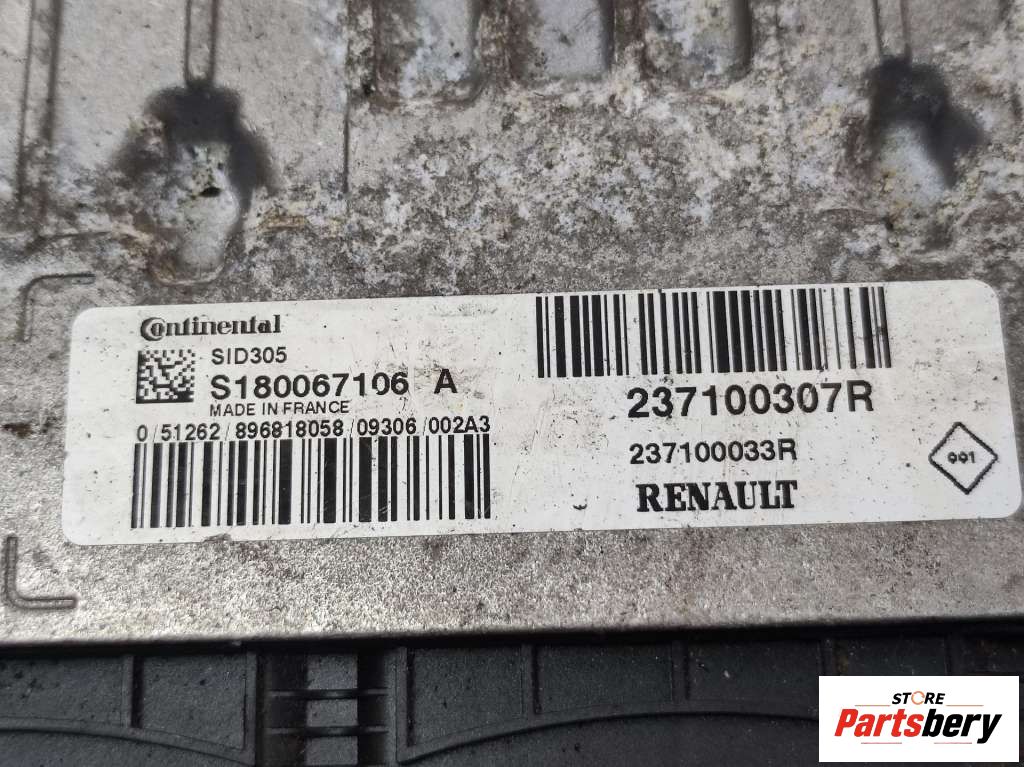 Continental
SID305
S180067106 A
MADE IN FRANCE
0/51262/896818058/09306/002A3
237100307R
237100033R
RENAULT
001
STORE
Partsbery